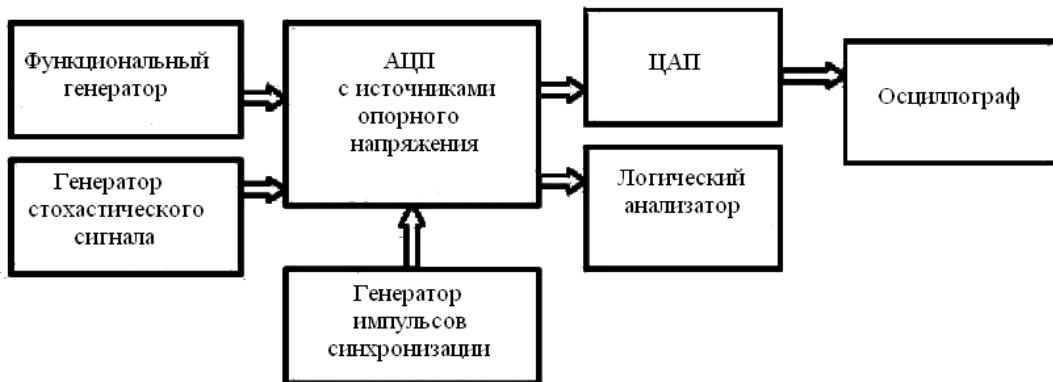 Функциональный
генератор
АЦП
с источниками
опорного
напряжения
ЦАП
Осциллограф
Генератор
стохастического
сигнала
Логический
анализатор
Генератор
импульсов
синхронизации